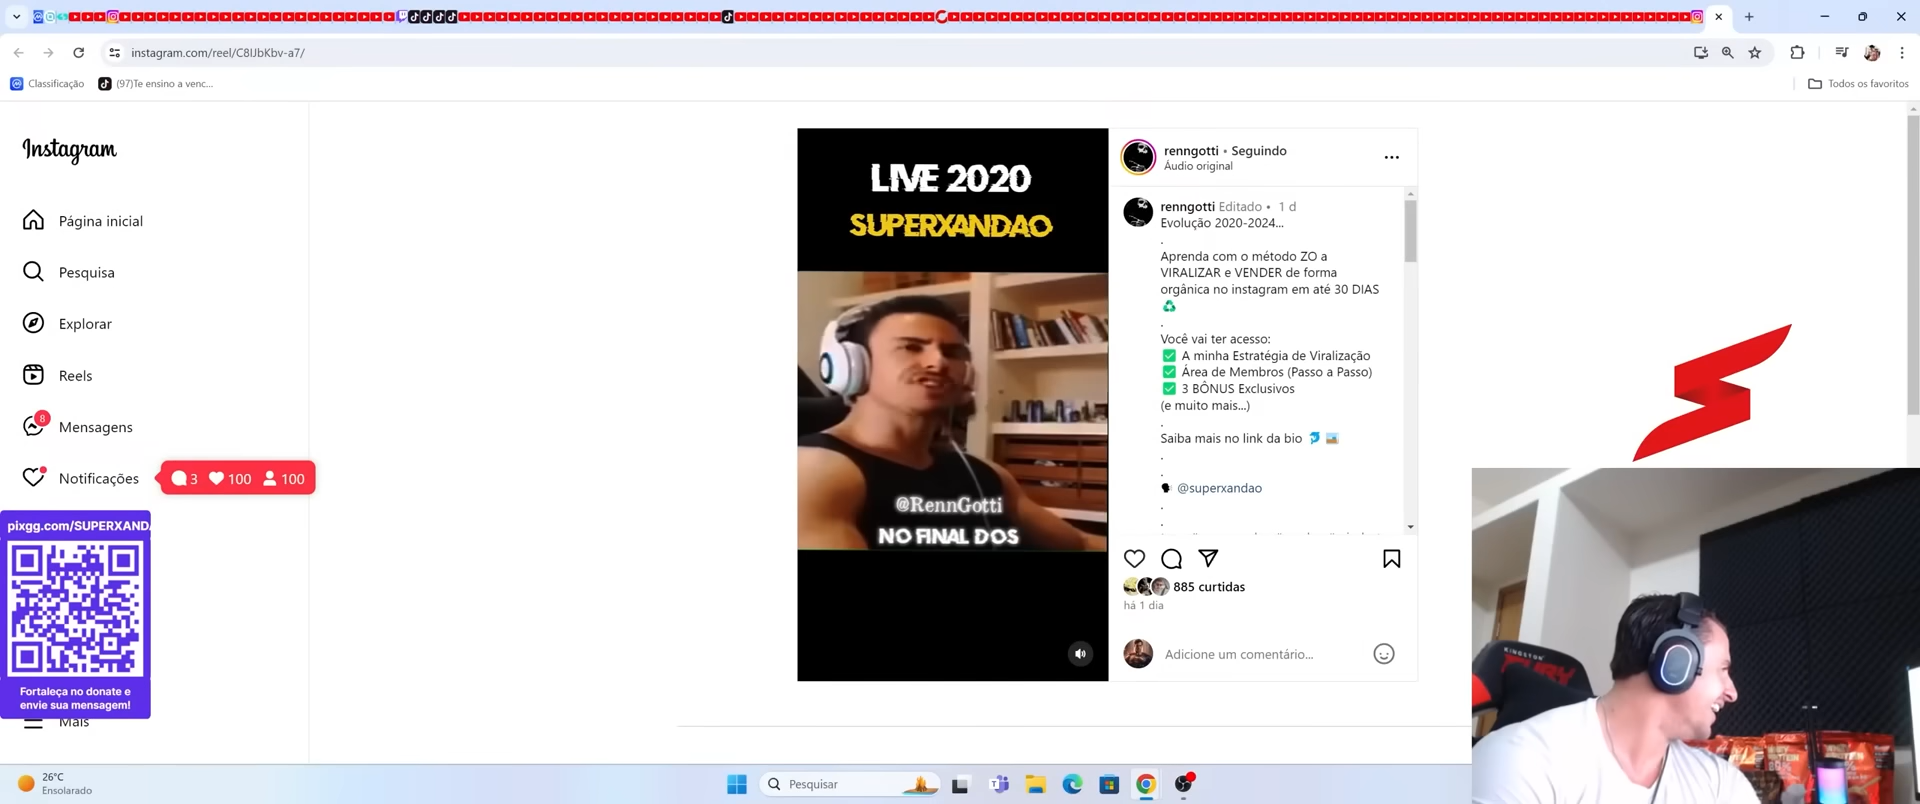 instagram.com/reel/C8IJbKbv-a7/
Classificação
(97)Te ensino a venc...
Todos os favoritos
Instagram
Página inicial
Pesquisa
Explorar
Reels
8
Mensagens
Notificações
3 100 100
pixgg.com/SUPERXANDA
Fortaleça no donate e
envie sua mensagem!
Mais
LIVE 2020
SUPERXANDAO
@RennGotti
NO FINAL DOS
renngotti • Seguindo
Áudio original
renngotti Editado • 1 d
Evolução 2020-2024...
.
Aprenda com o método ZO a
VIRALIZAR e VENDER de forma
orgânica no instagram em até 30 DIAS
♻️
.
Você vai ter acesso:
✅ A minha Estratégia de Viralização
✅ Área de Membros (Passo a Passo)
✅ 3 BÔNUS Exclusivos
(e muito mais...)
.
Saiba mais no link da bio
.
.
🗣 @superxandao
.
.
885 curtidas
há 1 dia
Adicione um comentário...
KINGSTON
FURY
26°C
Ensolarado
Pesquisar